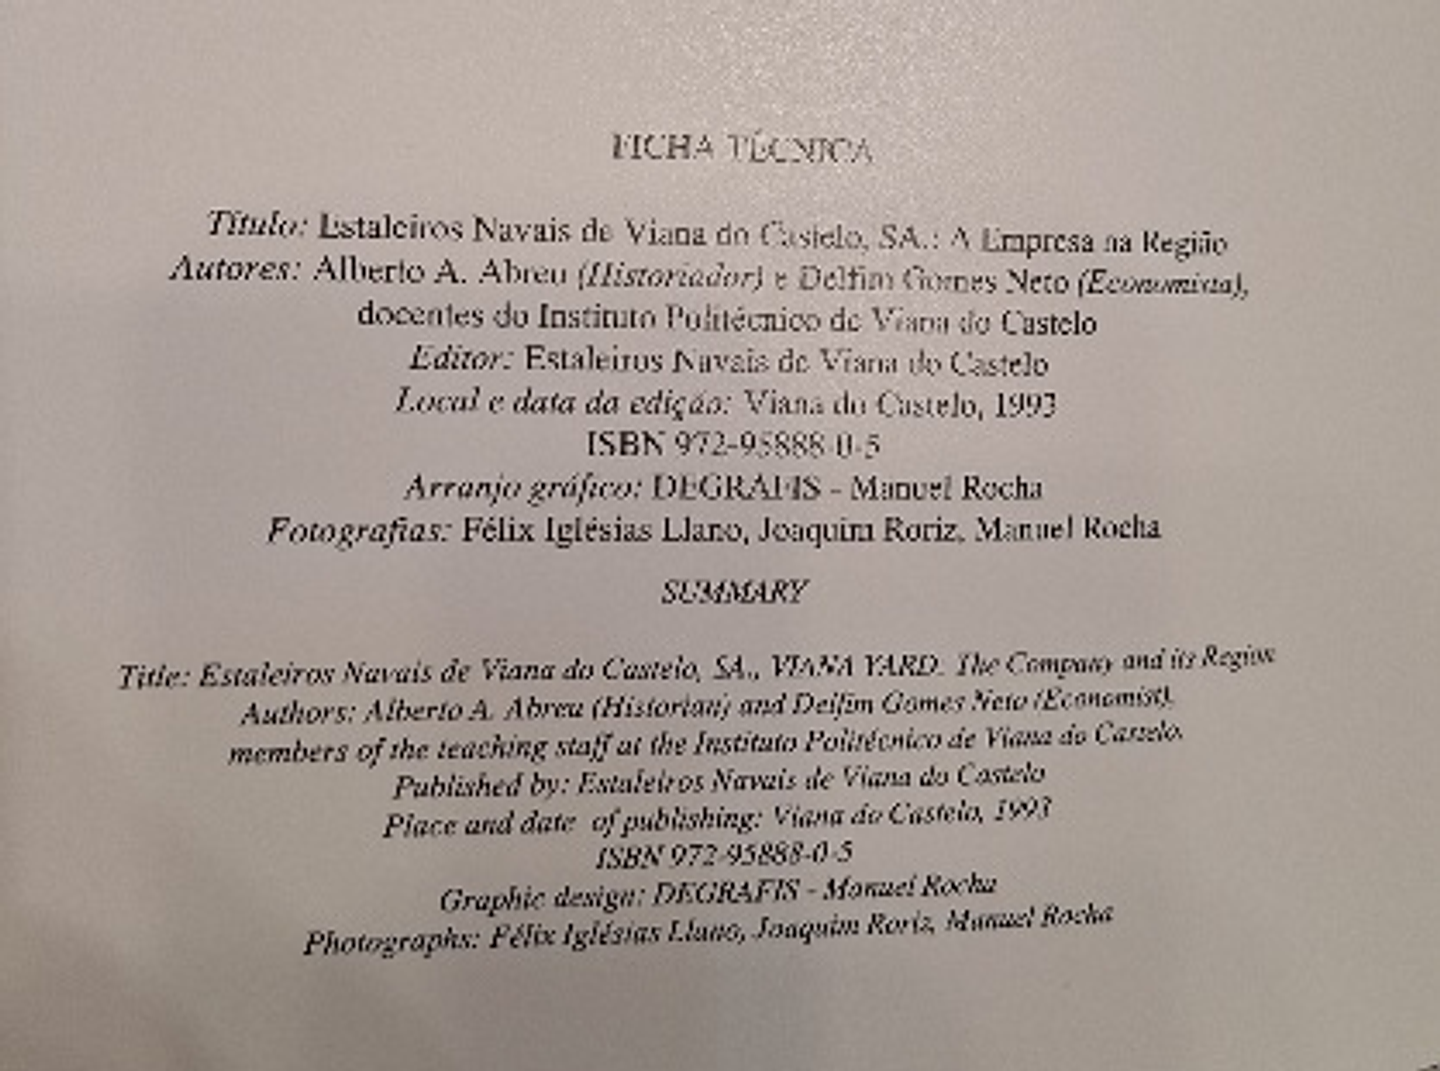 FICHA TÉCNICA
Título: Estaleiros Navais de Viana do Castelo, SA.: A Empresa na Região
Autores: Alberto A. Abreu (Historiador) e Delfim Gomes Neto (Economista),
docentes do Instituto Politécnico de Viana do Castelo
Editor: Estaleiros Navais de Viana do Castelo
Local e data da edição: Viana do Castelo, 1993
ISBN 972-95888-0-5
Arranjo gráfico: DEGRAFIS - Manuel Rocha
Fotografias: Félix Iglésias Llano, Joaquim Roriz, Manuel Rocha
SUMMARY
Title: Estaleiros Navais de Viana do Castelo, SA., VIANA YARD. The Company and its Region
Authors: Alberto A. Abreu (Historian) and Delfim Gomes Neto (Economist),
members of the teaching staff at the Instituto Politécnico de Viana do Castelo.
Published by: Estaleiros Navais de Viana do Castelo
Place and date of publishing: Viana do Castelo, 1993
ISBN 972-95888-0-5
Graphic design: DEGRAFIS - Manuel Rocha
Photographs: Félix Iglésias Llano, Joaquim Roriz, Manuel Rocha